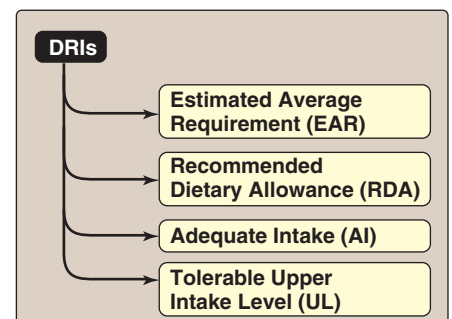 DRIs
Estimated Average
Requirement (EAR)
Recommended
Dietary Allowance (RDA)
Adequate Intake (AI)
Tolerable Upper
Intake Level (UL)